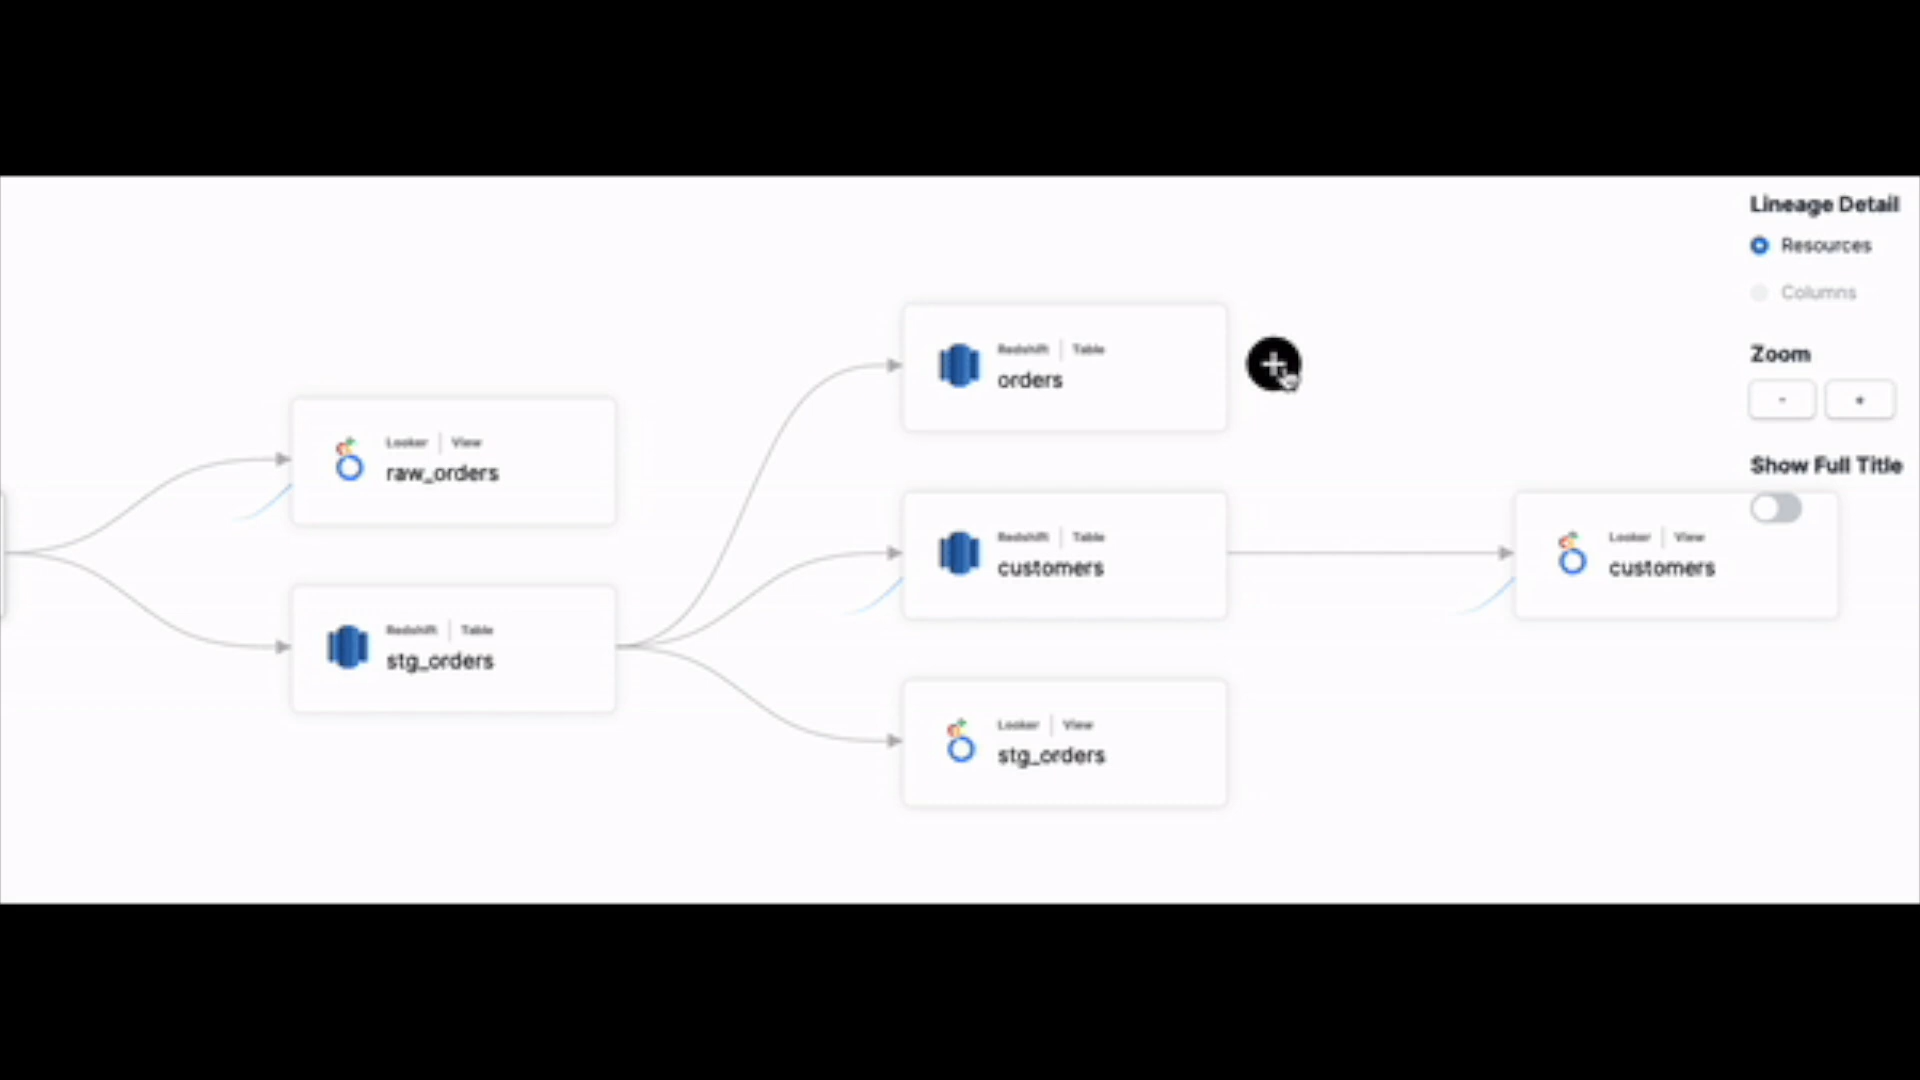 Lineage Detail
Resources
Columns
Zoom
- +
Show Full Title
Looker | View
raw_orders
Redshift | Table
stg_orders
Redshift | Table
orders
Redshift | Table
customers
Looker | View
stg_orders
Looker | View
customers